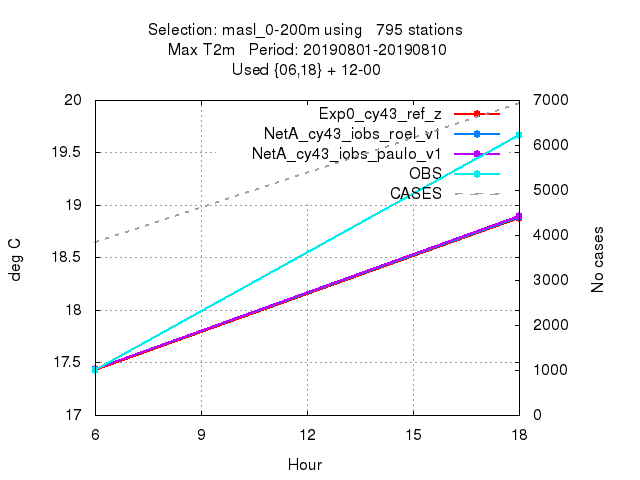 Selection: masl_0-200m using   795 stations
Max T2m   Period: 20190801-20190810
Used {06,18} + 12-00
20 7000
Exp0_cy43_ref_z
NetA_cy43_iobs_roel_v1
19.5 6000
NetA_cy43_iobs_paulo_v1
OBS
5000
CASES
19
4000
18.5
deg C
No cases
3000
18
2000
17.5 1000
17 0
6 9 12 15 18
Hour